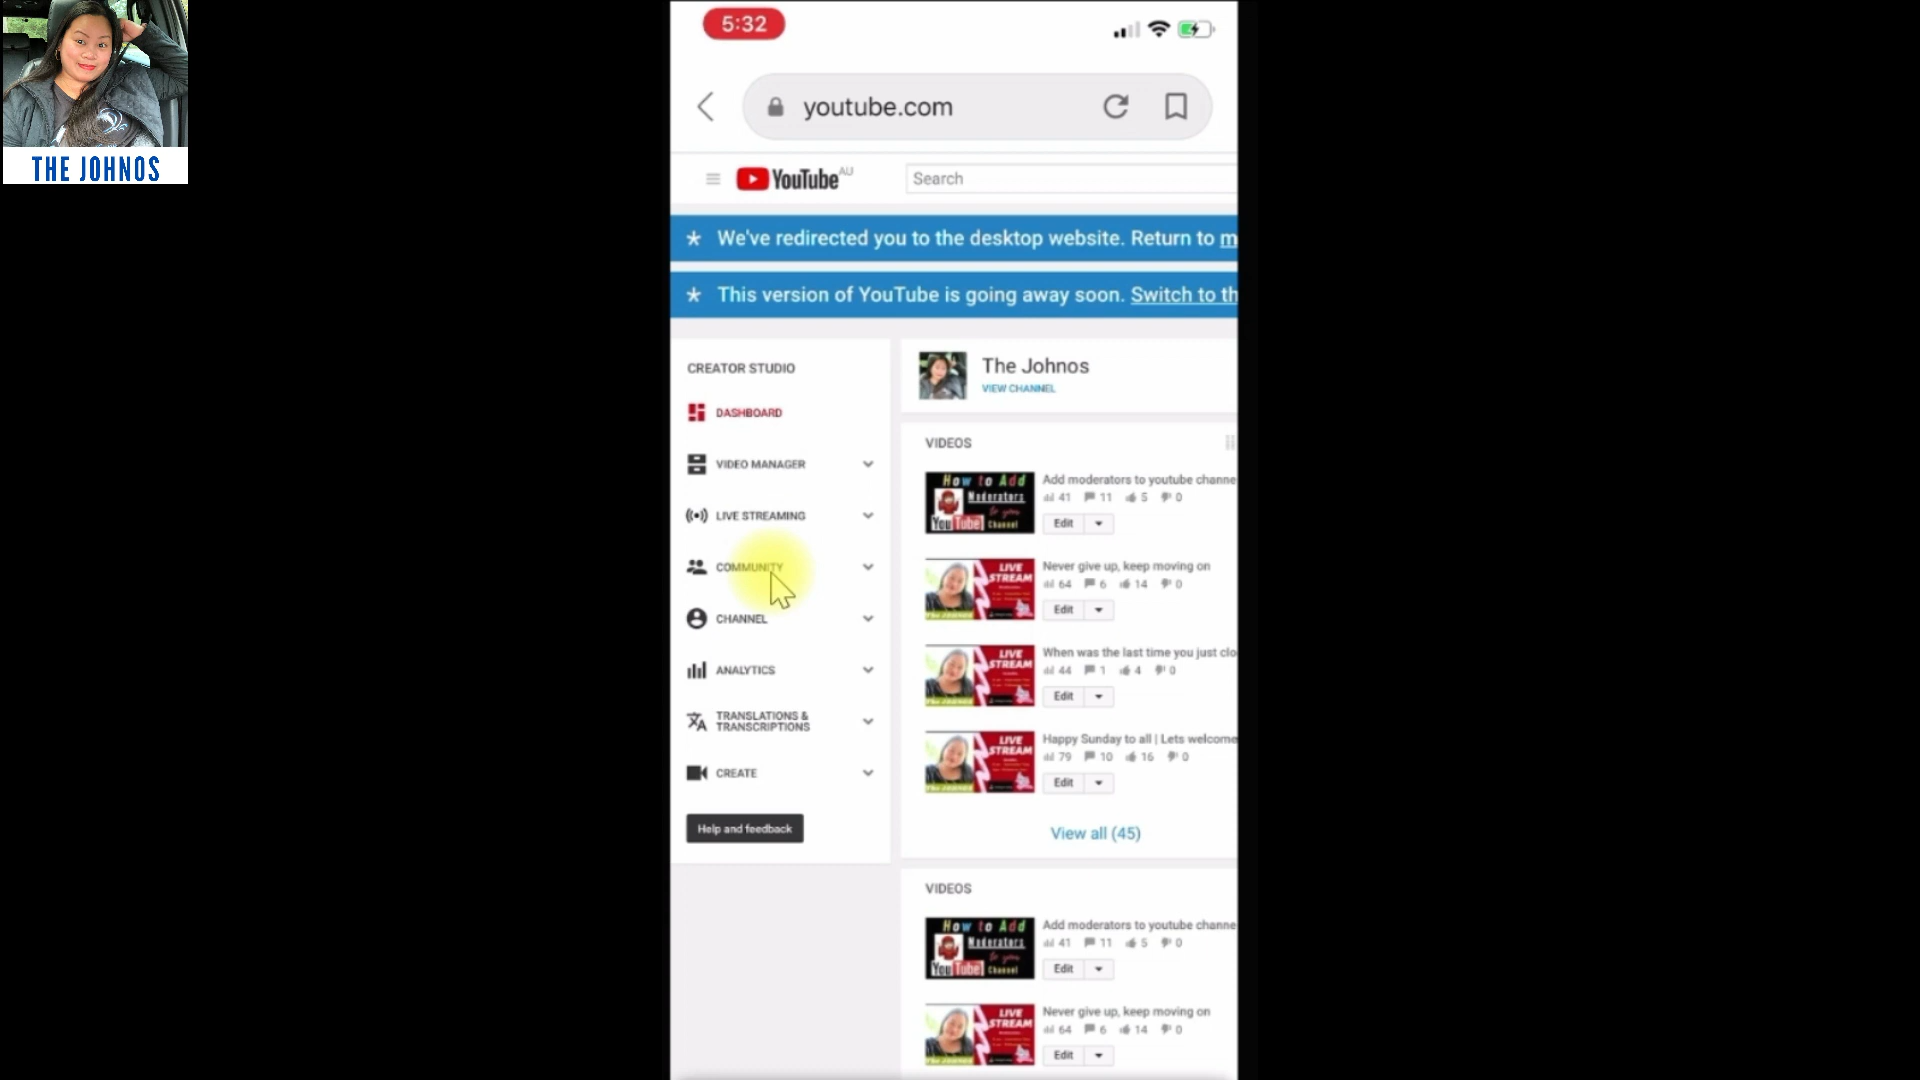 THE JOHNOS
5:32
youtube.com
YouTube AU
Search
We've redirected you to the desktop website. Return to m
This version of YouTube is going away soon. Switch to th
CREATOR STUDIO
DASHBOARD
VIDEO MANAGER
LIVE STREAMING
COMMUNITY
CHANNEL
ANALYTICS
TRANSLATIONS &
TRANSCRIPTIONS
CREATE
Help and feedback
The Johnos
VIEW CHANNEL
VIDEOS
How to Add
Moderators
to your
YouTube Channel
Add moderators to youtube channe
41 11 5 0
Edit
LIVE
STREAM
Never give up, keep moving on
64 6 14 0
Edit
LIVE
STREAM
When was the last time you just clo
44 1 4 0
Edit
LIVE
STREAM
Happy Sunday to all | Lets welcome
79 10 16 0
Edit
View all (45)
VIDEOS
How to Add
Moderators
to your
YouTube Channel
Add moderators to youtube channe
41 11 5 0
Edit
LIVE
STREAM
Never give up, keep moving on
64 6 14 0
Edit